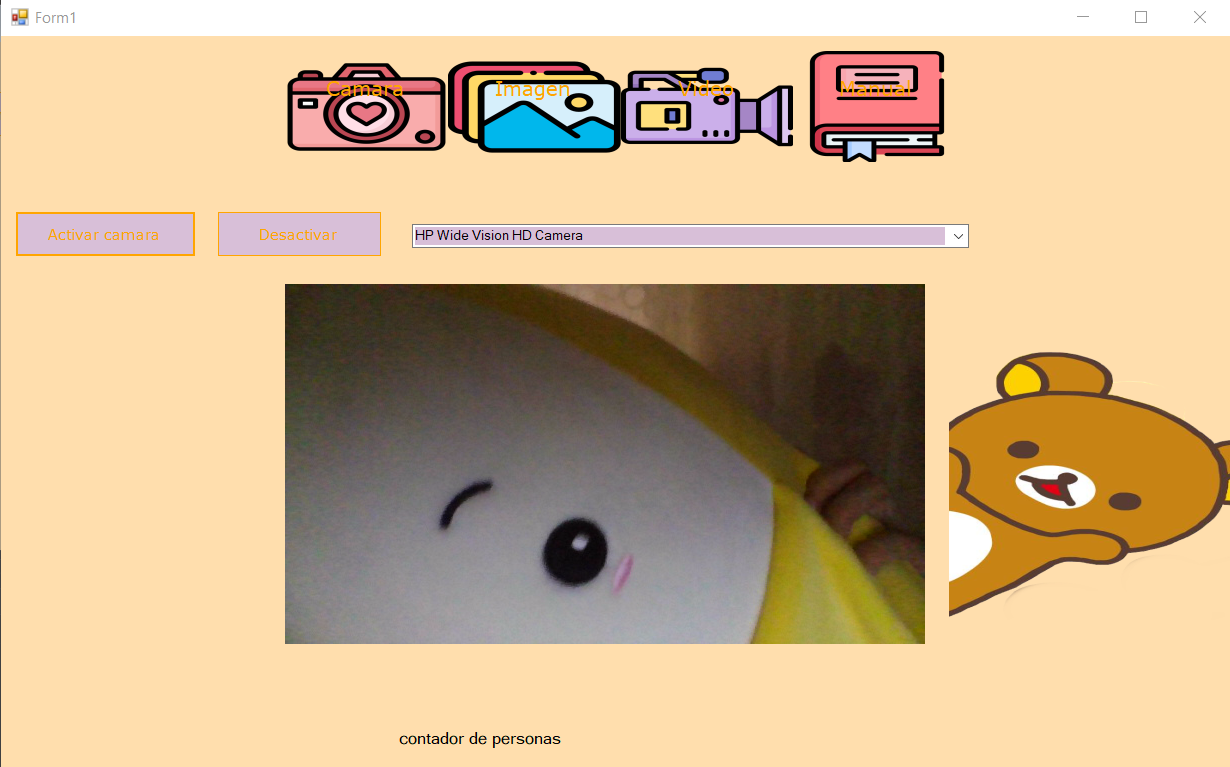 Form1
Camara
Imagen
Video
Manual
Activar camara
Desactivar
HP Wide Vision HD Camera
contador de personas